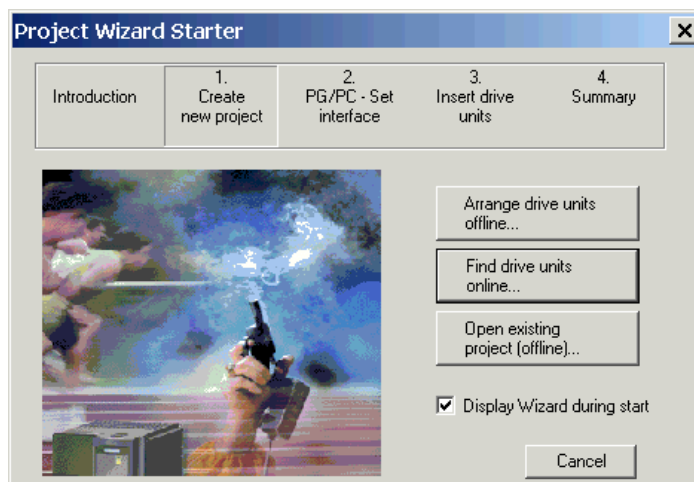 Project Wizard Starter
Introduction
1.
Create
new project
2.
PG/PC - Set
interface
3.
Insert drive
units
4.
Summary
Arrange drive units
offline...
Find drive units
online...
Open existing
project (offline)...
Display Wizard during start
Cancel